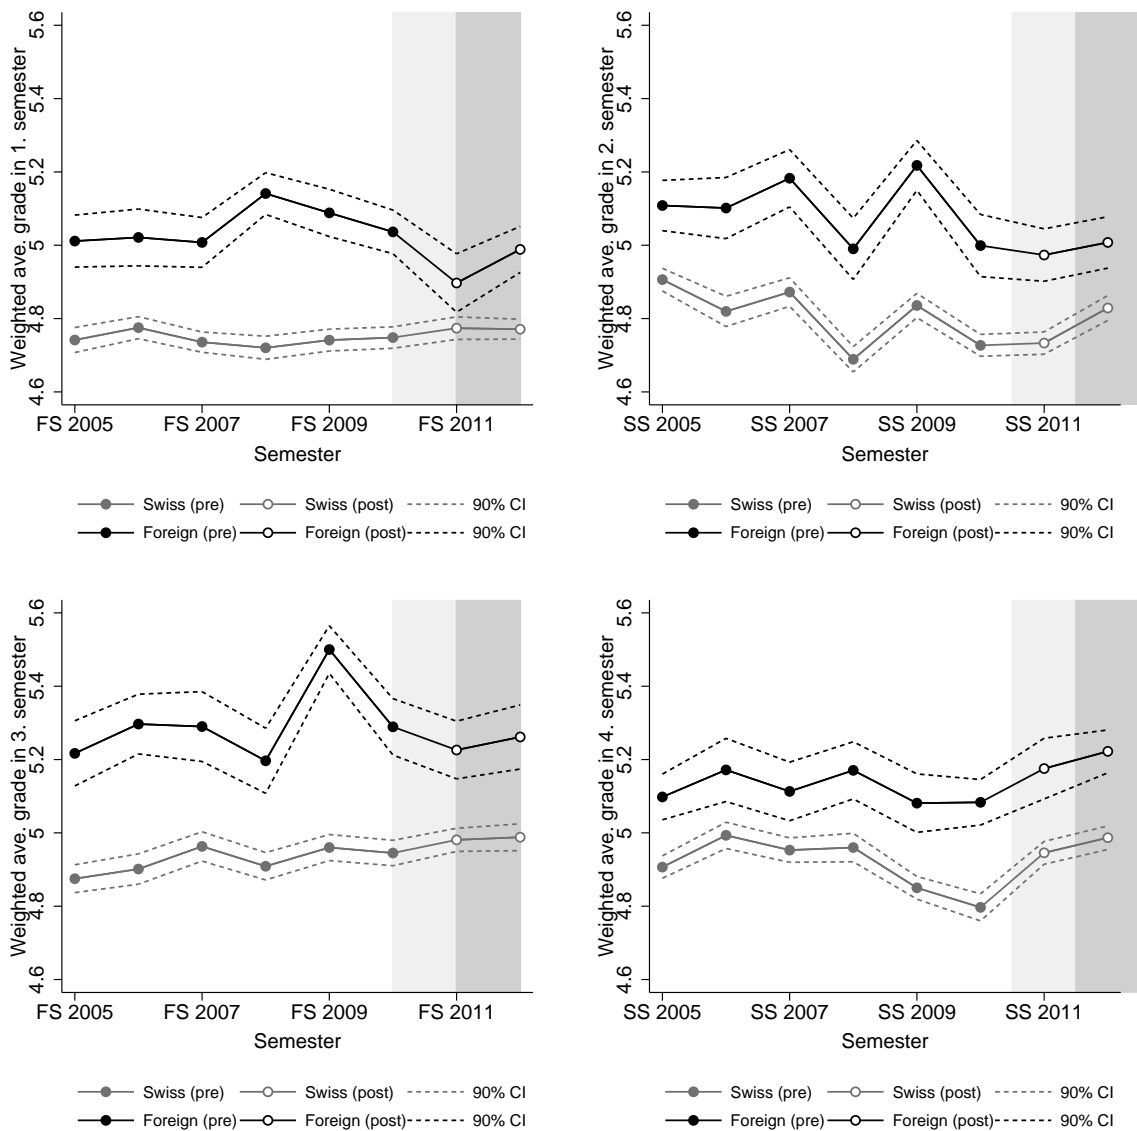 Weighted ave. grade in 1. semester
5.6
5.4
5.2
5
4.8
4.6
FS 2005 FS 2007 FS 2009 FS 2011
Semester
Swiss (pre) Swiss (post) 90% CI
Foreign (pre) Foreign (post) 90% CI
Weighted ave. grade in 2. semester
5.6
5.4
5.2
5
4.8
4.6
SS 2005 SS 2007 SS 2009 SS 2011
Semester
Swiss (pre) Swiss (post) 90% CI
Foreign (pre) Foreign (post) 90% CI
Weighted ave. grade in 3. semester
5.6
5.4
5.2
5
4.8
4.6
FS 2005 FS 2007 FS 2009 FS 2011
Semester
Swiss (pre) Swiss (post) 90% CI
Foreign (pre) Foreign (post) 90% CI
Weighted ave. grade in 4. semester
5.6
5.4
5.2
5
4.8
4.6
SS 2005 SS 2007 SS 2009 SS 2011
Semester
Swiss (pre) Swiss (post) 90% CI
Foreign (pre) Foreign (post) 90% CI